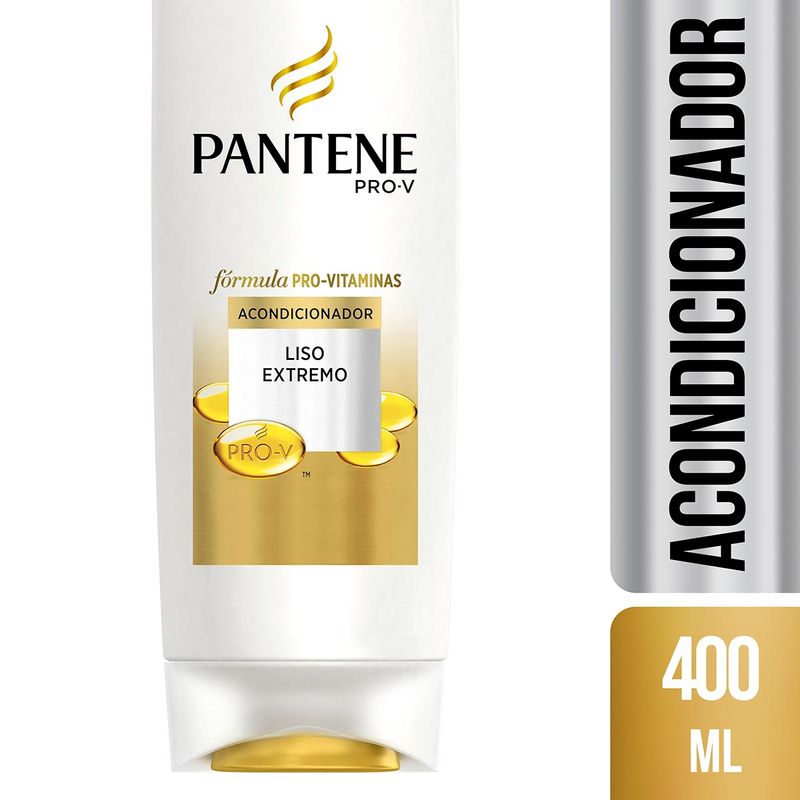 PANTENE
PRO-V
fórmula PRO-VITAMINAS
ACONDICIONADOR
LISO
EXTREMO
PRO-V
™
ACONDICIONADOR
400
ML